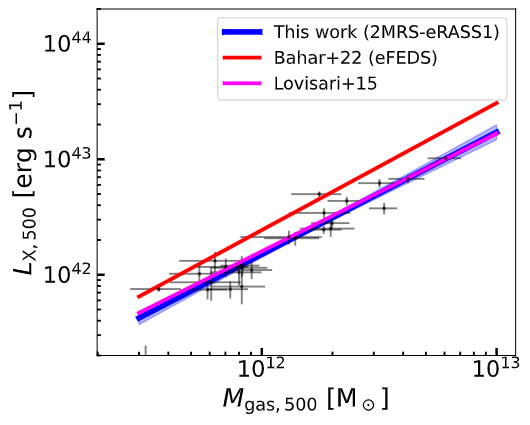 This work (2MRS-eRASS1)
Bahar+22 (eFEDS)
Lovisari+15
10^44
10^43
10^42
L_X, 500 [erg s^−1]
10^12 10^13
M_gas, 500 [M_⊙]